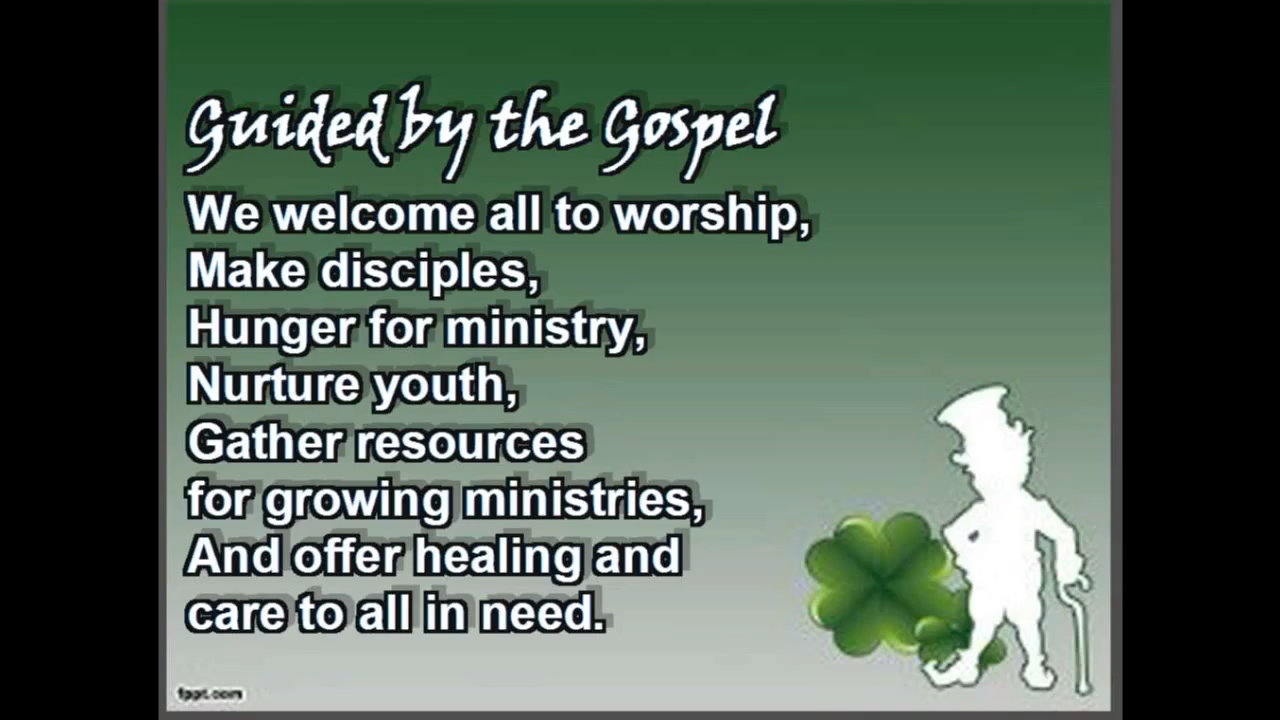 Guided by the Gospel
We welcome all to worship,
Make disciples,
Hunger for ministry,
Nurture youth,
Gather resources
for growing ministries,
And offer healing and
care to all in need.
fppt.com